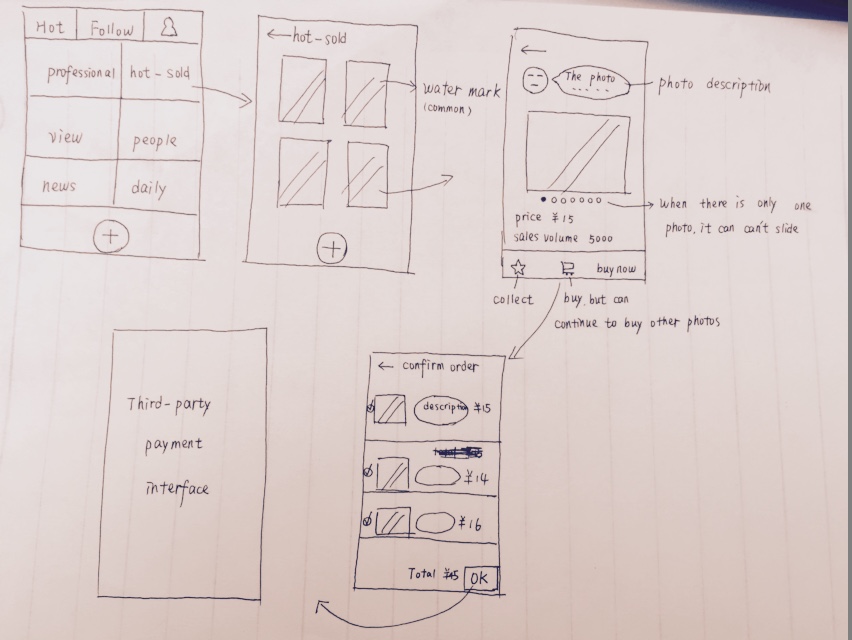 Hot Follow
professional hot-sold
view people
news daily
←hot-sold
water mark
(common)
←
The photo
photo description
When there is only one
photo, it can can't slide
price ¥15
sales volume 5000
buy now
collect
buy, but can
continue to buy other photos
← confirm order
description ¥15
¥14
¥16
Total ¥45 OK
Third-party
payment
interface